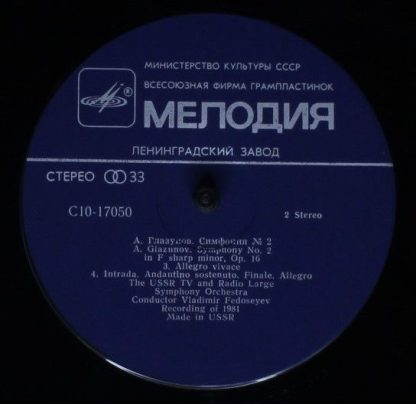 МИНИСТЕРСТВО КУЛЬТУРЫ СССР
ВСЕСОЮЗНАЯ ФИРМА ГРАМПЛАСТИНОК
® МЕЛОДИЯ
ЛЕНИНГРАДСКИЙ ЗАВОД
СТЕРЕО 33
С10-17050 2 Stereo
А. Глазунов. Симфония № 2
A. Glazunov. Symphony No. 2
in F sharp minor, Op. 16
3. Allegro vivace
4. Intrada. Andantino sostenuto. Finale. Allegro
The USSR TV and Radio Large
Symphony Orchestra
Conductor Vladimir Fedoseyev
Recording of 1981
Made in USSR